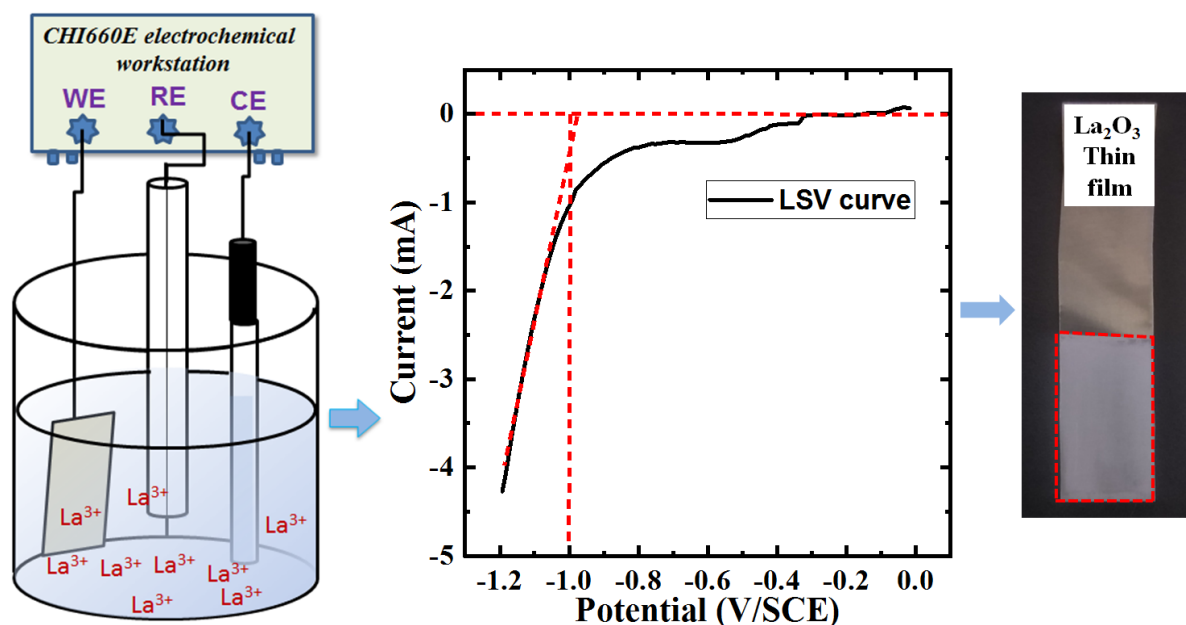 CHI660E electrochemical
workstation
WE
RE
CE
La³⁺
La³⁺
La³⁺
La³⁺
La³⁺
La³⁺
La³⁺
La³⁺
La³⁺
Current (mA)
0
-1
-2
-3
-4
-5
LSV curve
-1.2
-1.0
-0.8
-0.6
-0.4
-0.2
0.0
Potential (V/SCE)
La₂O₃
Thin
film